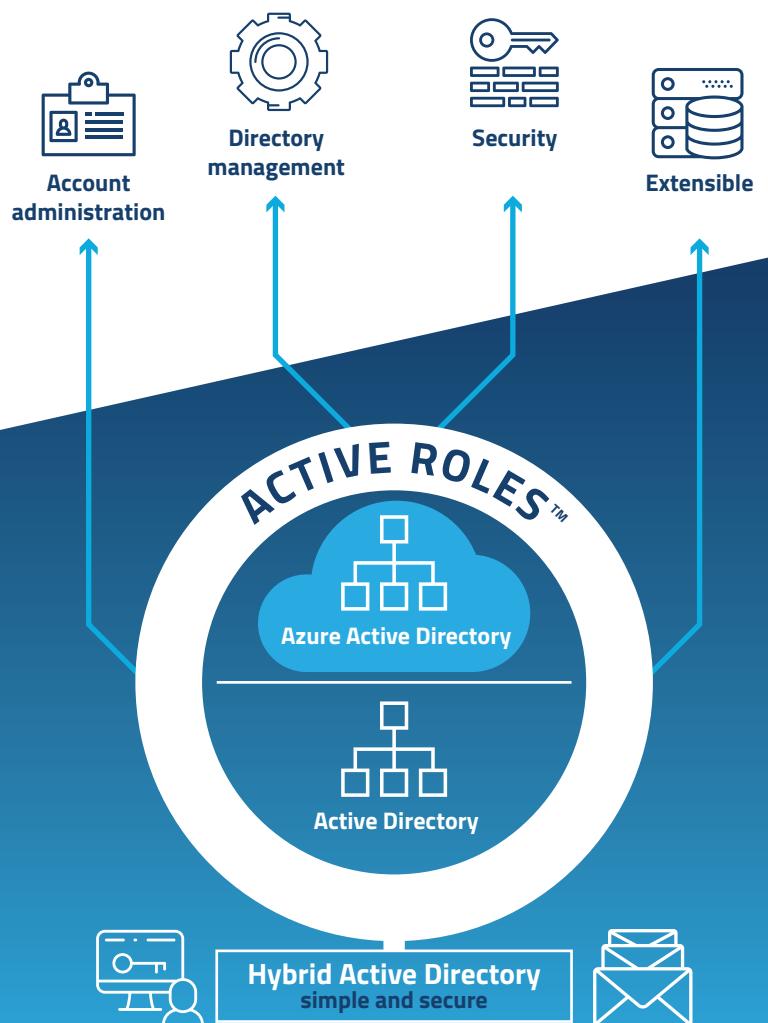 Directory
management
Security
Account
administration
Extensible
ACTIVE ROLES™
Azure Active Directory
Active Directory
Hybrid Active Directory
simple and secure